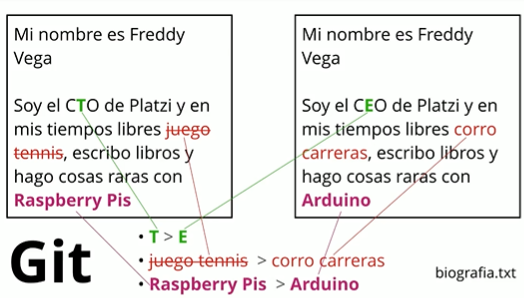 Mi nombre es Freddy
Vega
Soy el CTO de Platzi y en
mis tiempos libres juego
tennis, escribo libros y
hago cosas raras con
Raspberry Pis
Mi nombre es Freddy
Vega
Soy el CEO de Platzi y en
mis tiempos libres corro
carreras, escribo libros y
hago cosas raras con
Arduino
Git
• T > E
• juego tennis > corro carreras
• Raspberry Pis > Arduino
biografia.txt